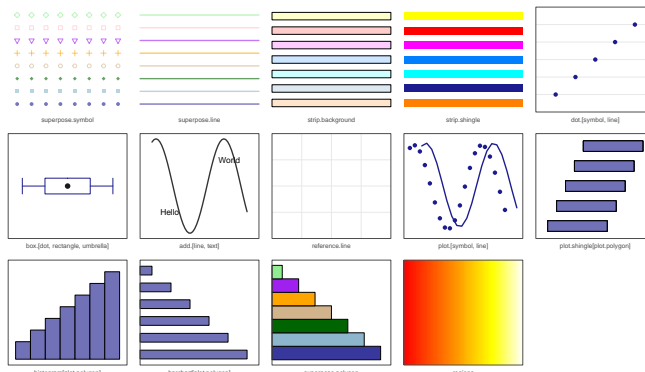 superpose.symbol
superpose.line
strip.background
strip.shingle
dot.[symbol, line]
World
Hello
box.[dot, rectangle, umbrella]
add.[line, text]
reference.line
plot.[symbol, line]
plot.shingle[plot.polygon]